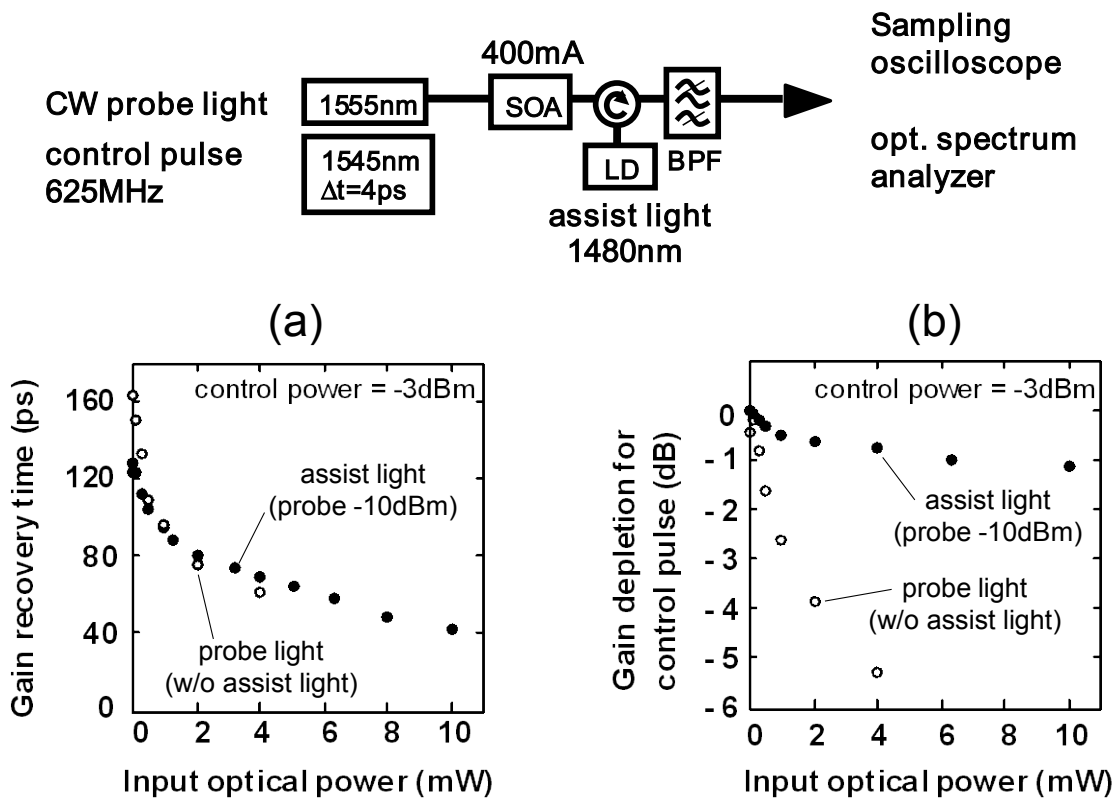 CW probe light
control pulse
625MHz
1555nm
1545nm
Δt=4ps
400mA
SOA
LD
BPF
assist light
1480nm
Sampling
oscilloscope
opt. spectrum
analyzer
(a)
control power = -3dBm
Gain recovery time (ps)
160
120
80
40
0
assist light
(probe -10dBm)
probe light
(w/o assist light)
0 2 4 6 8 10
Input optical power (mW)
(b)
control power = -3dBm
Gain depletion for
control pulse (dB)
0
- 1
- 2
- 3
- 4
- 5
- 6
assist light
(probe -10dBm)
probe light
(w/o assist light)
0 2 4 6 8 10
Input optical power (mW)